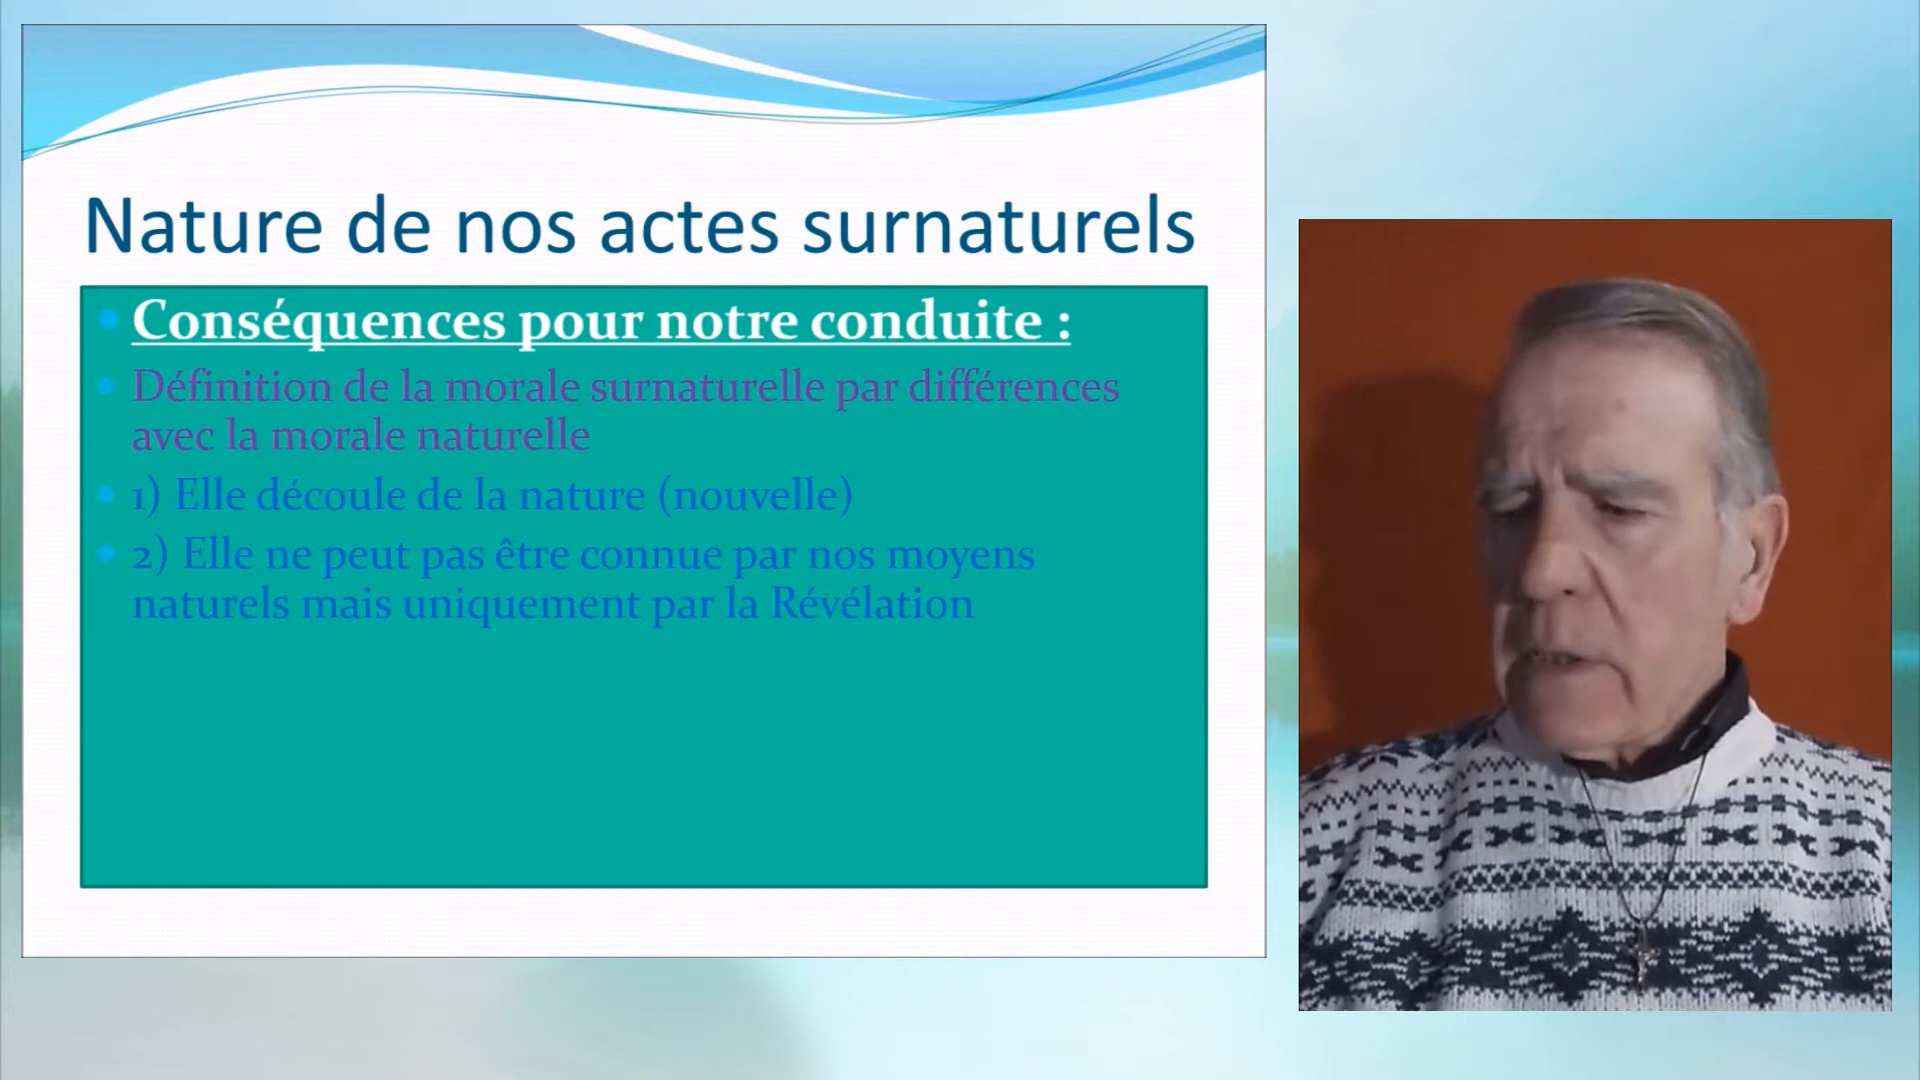 Nature de nos actes surnaturels
Conséquences pour notre conduite :
Définition de la morale surnaturelle par différences
avec la morale naturelle
1) Elle découle de la nature (nouvelle)
2) Elle ne peut pas être connue par nos moyens
naturels mais uniquement par la Révélation